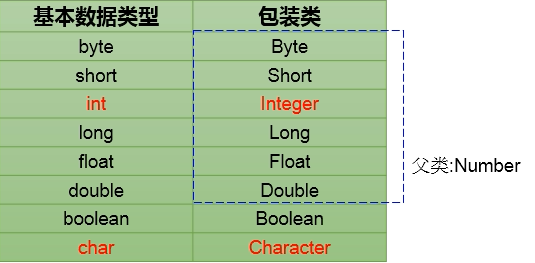 基本数据类型 包装类
byte Byte
short Short
int Integer
long Long
float Float
父类:Number
double Double
boolean Boolean
char Character